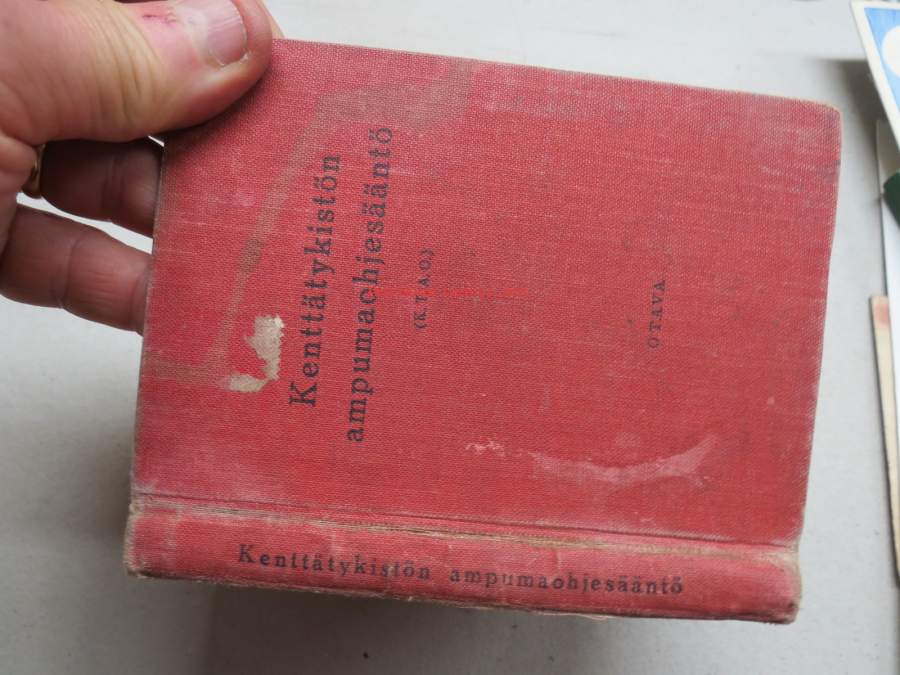 Kenttätykistön
ampumaohjesääntö
(K.T.A.O.)
OTAVA
Kenttätykistön ampumaohjesääntö